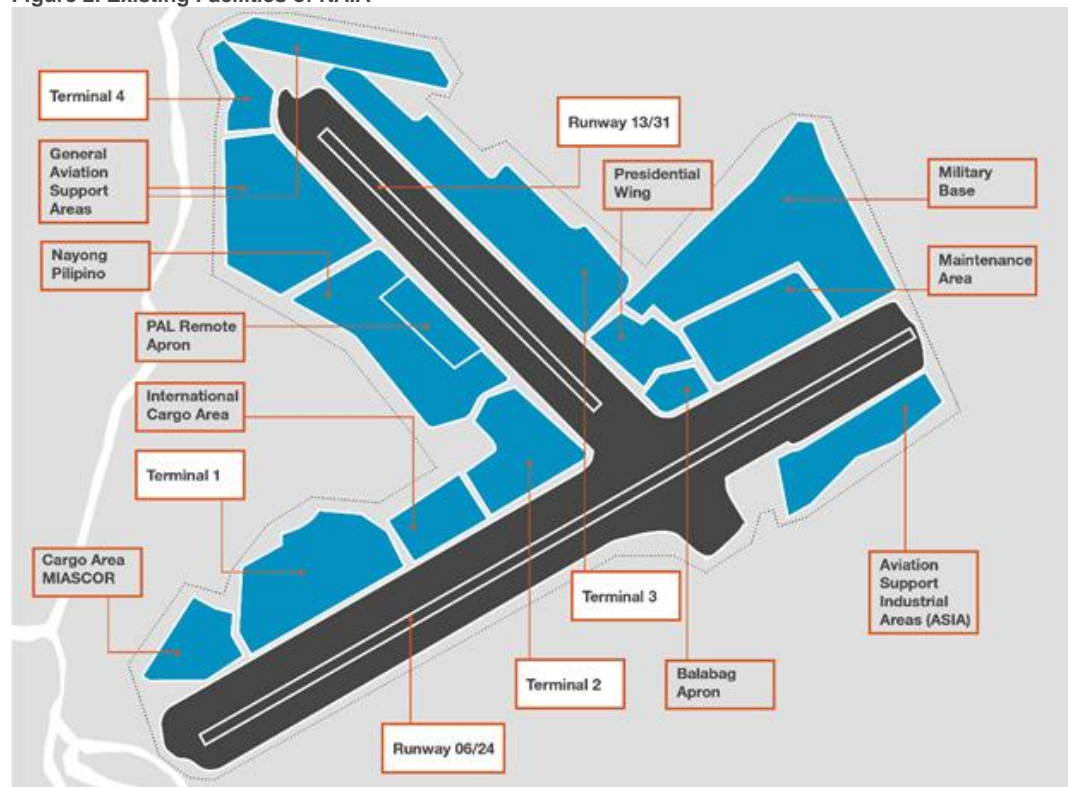 Figure 2. Existing Facilities of NAIA
Terminal 4
Runway 13/31
General
Aviation
Support
Areas
Presidential
Wing
Military
Base
Nayong
Pilipino
Maintenance
Area
PAL Remote
Apron
International
Cargo Area
Terminal 1
Cargo Area
MIASCOR
Terminal 3
Aviation
Support
Industrial
Areas (ASIA)
Terminal 2
Balabag
Apron
Runway 06/24